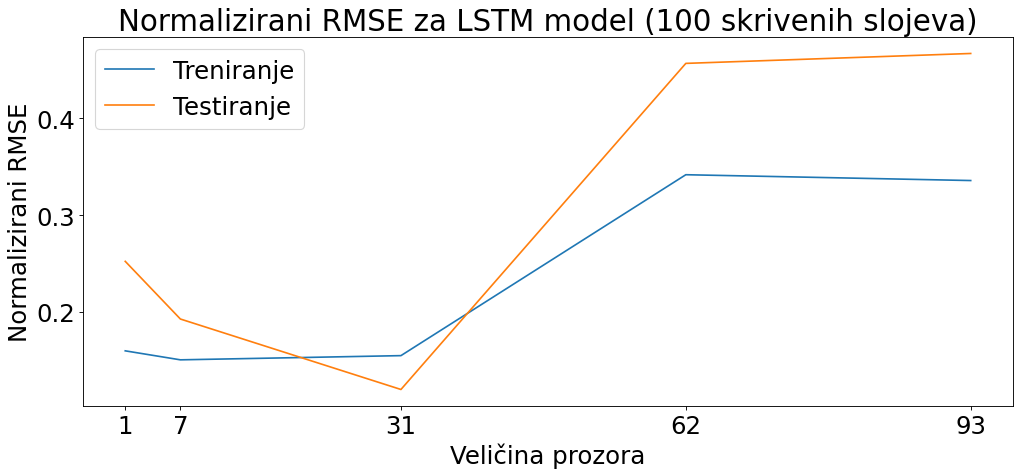 Normalizirani RMSE za LSTM model (100 skrivenih slojeva)
Treniranje
Testiranje
Normalizirani RMSE
0.4
0.3
0.2
1 7 31 62 93
Veličina prozora